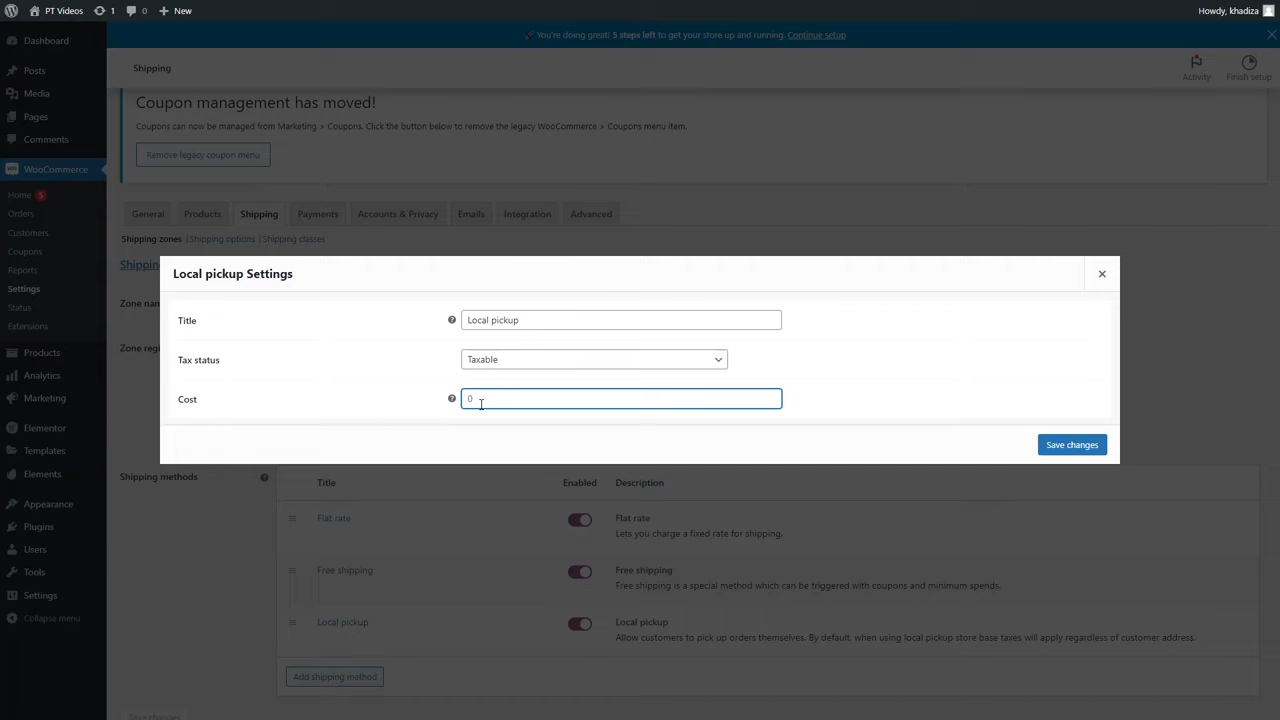 PT Videos
1
0
New
Howdy, khadiza
🚀 You're doing great! 5 steps left to get your store up and running. Continue setup
Dashboard
Posts
Media
Pages
Comments
WooCommerce
Home 5
Orders
Customers
Coupons
Reports
Settings
Status
Extensions
Products
Analytics
Marketing
Elementor
Templates
Elements
Appearance
Plugins
Users
Tools
Settings
Collapse menu
Shipping
Activity
Finish setup
Coupon management has moved!
Coupons can now be managed from Marketing > Coupons. Click the button below to remove the legacy WooCommerce > Coupons menu item.
Remove legacy coupon menu
General
Products
Shipping
Payments
Accounts & Privacy
Emails
Integration
Advanced
Shipping zones | Shipping options | Shipping classes
Shipping
Zone nam
Zone regi
Local pickup Settings
Title
Local pickup
Tax status
Taxable
Cost
0
Save changes
Shipping methods
Title
Enabled
Description
Flat rate
Flat rate
Lets you charge a fixed rate for shipping.
Free shipping
Free shipping
Free shipping is a special method which can be triggered with coupons and minimum spends.
Local pickup
Local pickup
Allow customers to pick up orders themselves. By default, when using local pickup store base taxes will apply regardless of customer address.
Add shipping method
Save changes